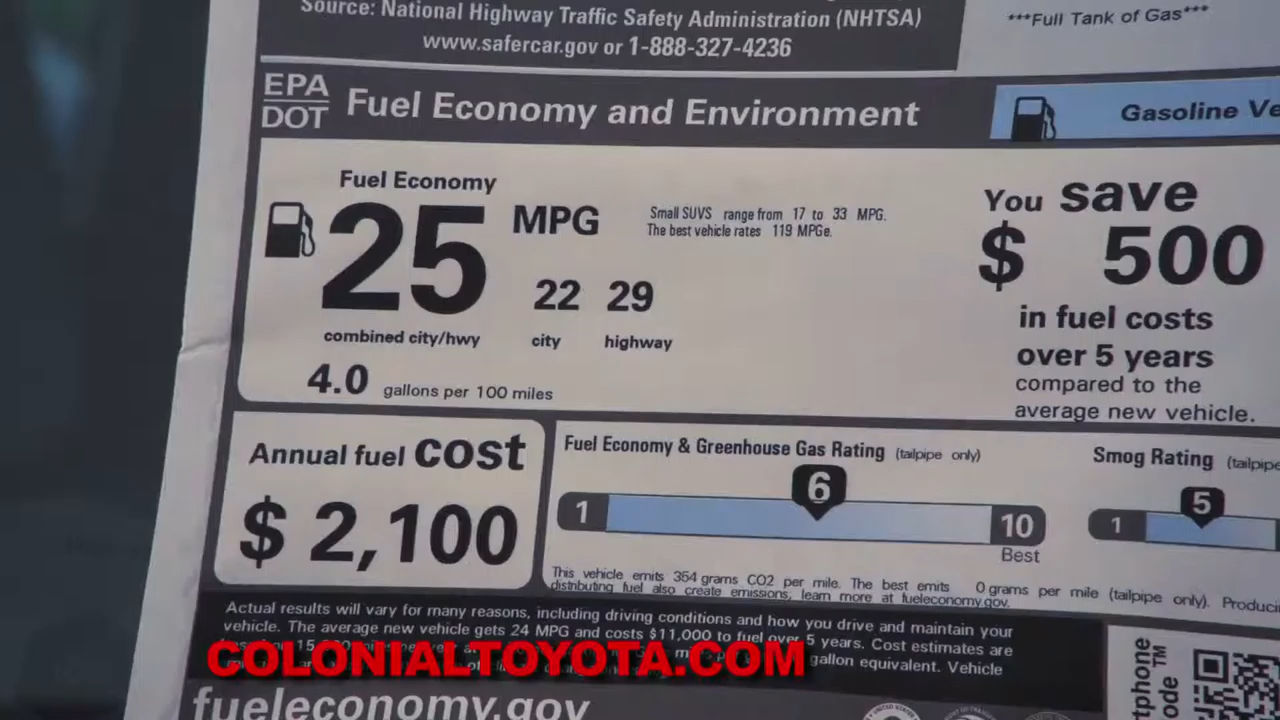 Source: National Highway Traffic Safety Administration (NHTSA)
www.safercar.gov or 1-888-327-4236
***Full Tank of Gas***
EPA
DOT
Fuel Economy and Environment
Gasoline Ve
Fuel Economy
25
MPG
Small SUVS range from 17 to 33 MPG.
The best vehicle rates 119 MPGe.
22 29
combined city/hwy
city
highway
4.0 gallons per 100 miles
You save
$ 500
in fuel costs
over 5 years
compared to the
average new vehicle.
Annual fuel cost
$ 2,100
Fuel Economy & Greenhouse Gas Rating (tailpipe only)
6
1
10
Best
Smog Rating (tailpipe
5
1
This vehicle emits 354 grams CO2 per mile. The best emits 0 grams per mile (tailpipe only). Produci
distributing fuel also create emissions; learn more at fueleconomy.gov.
Actual results will vary for many reasons, including driving conditions and how you drive and maintain your
vehicle. The average new vehicle gets 24 MPG and costs $11,000 to fuel over 5 years. Cost estimates are
gallon equivalent. Vehicle
COLONIALTOYOTA.COM
fueleconomy.gov
tphone
ode™